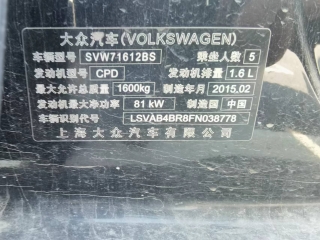 大众汽车(VOLKSWAGEN)
车辆型号 SVW71612BS 乘坐人数 5
发动机型号 CPD 发动机排量 1.6 L
最大允许总质量 1600kg 制造年月 2015.02
发动机最大净功率 81 kW 制造国 中国
车辆识别代号 LSVAB4BR8FN038778
上海大众汽车有限公司